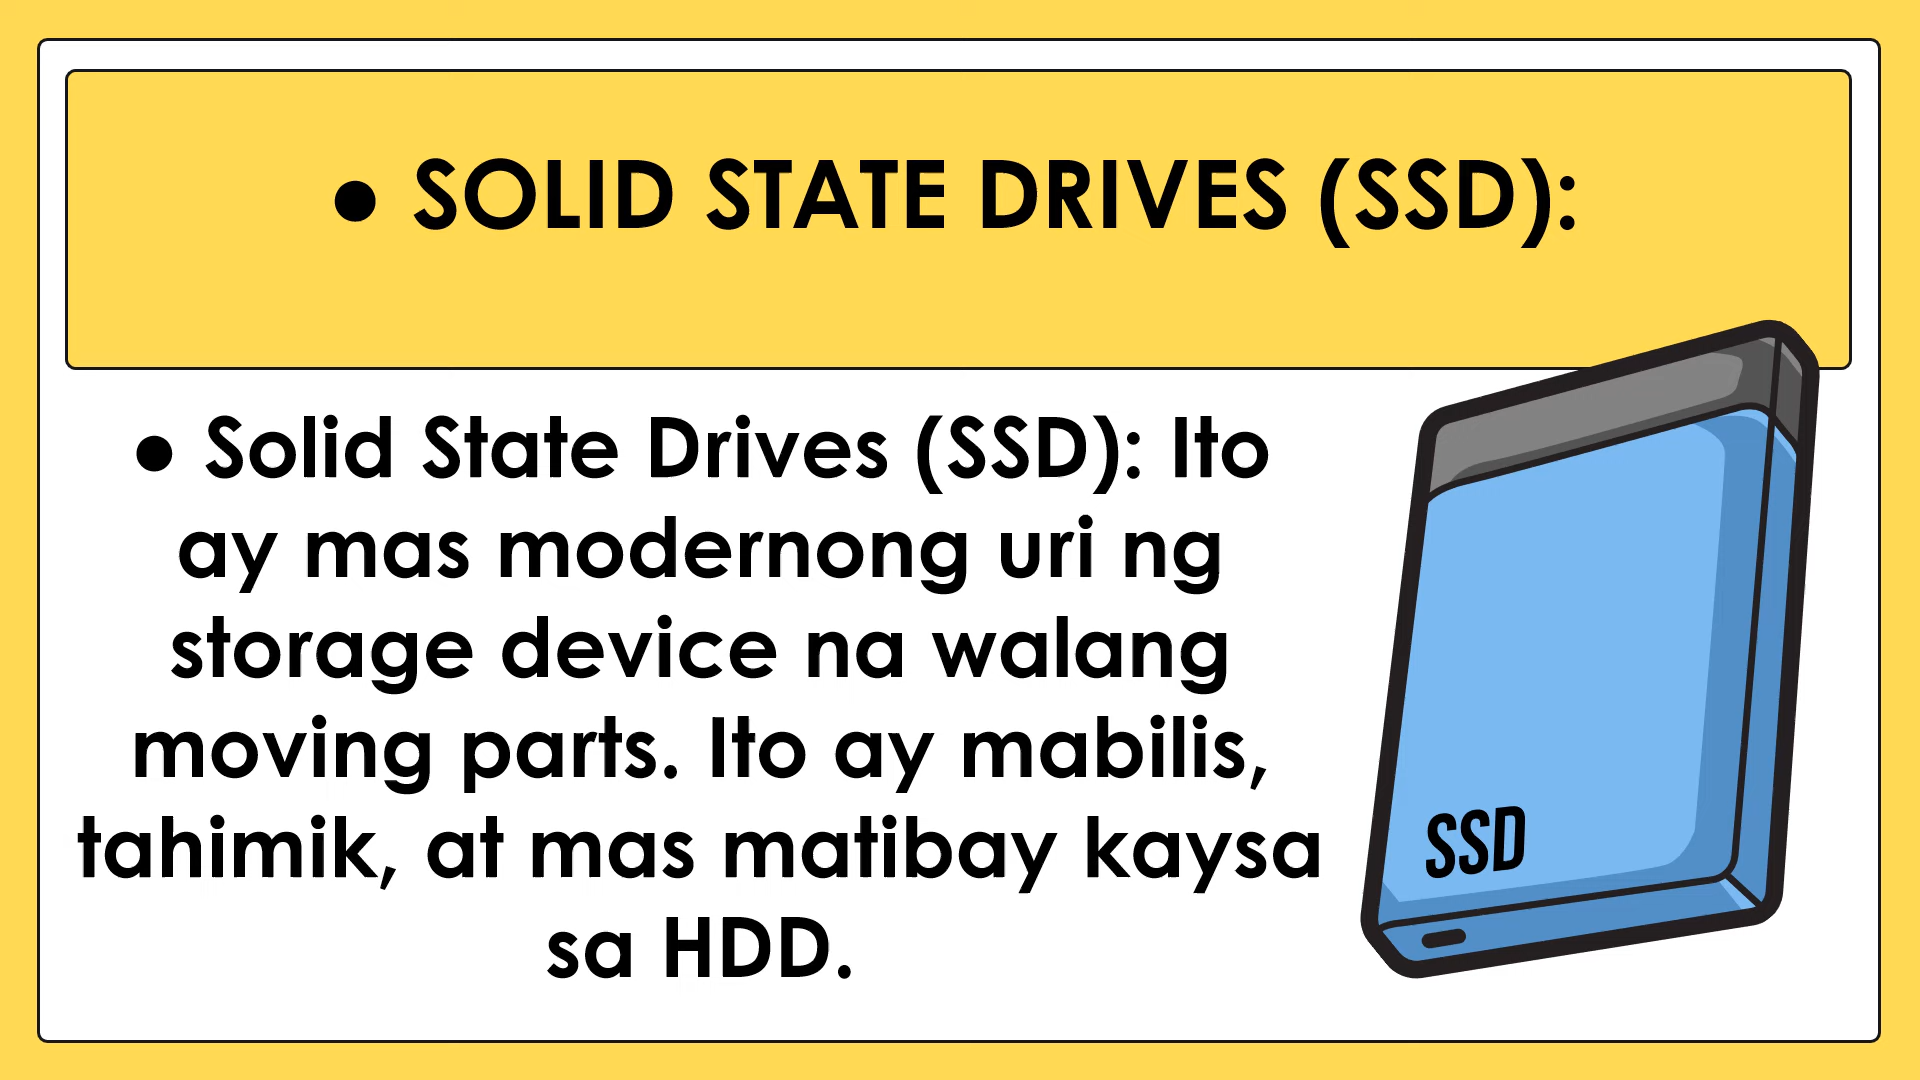 ● SOLID STATE DRIVES (SSD):
● Solid State Drives (SSD): Ito
ay mas modernong uri ng
storage device na walang
moving parts. Ito ay mabilis,
tahimik, at mas matibay kaysa
sa HDD.
SSD